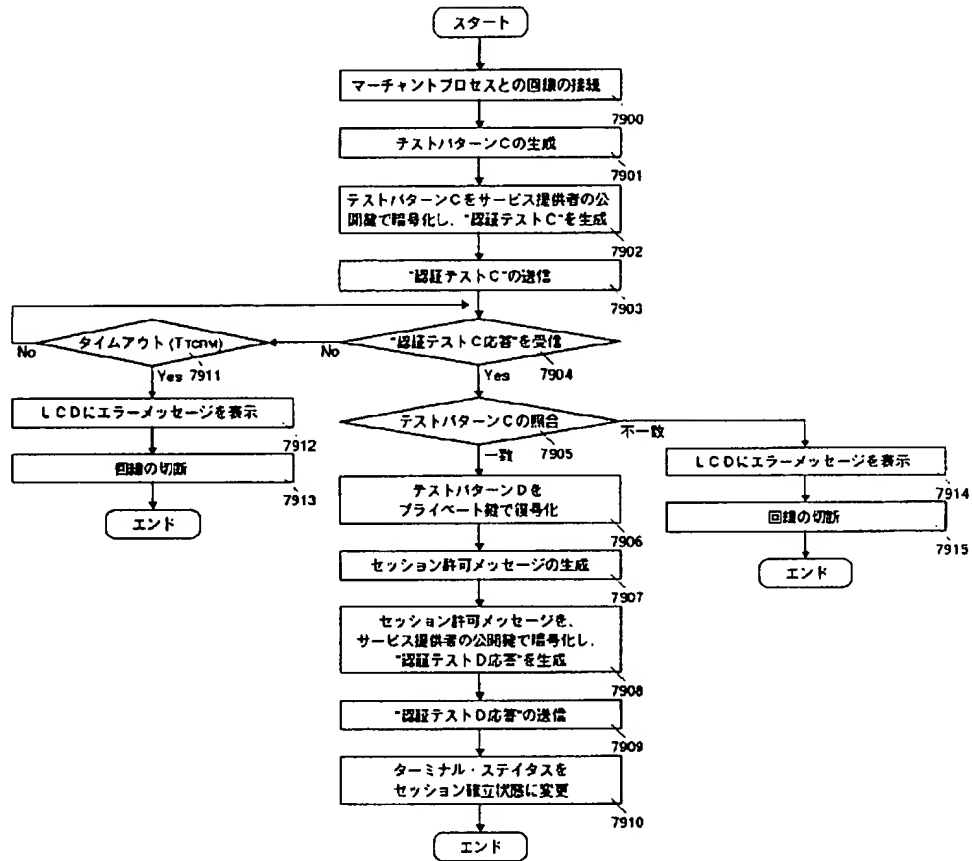 スタート
マーチャントプロセスとの回線の接続
7900
テストパターンCの生成
7901
テストパターンCをサービス提供者の公
開鍵で暗号化し、"認証テストC"を生成
7902
"認証テストC"の送信
7903
"認証テストC応答"を受信
7904
No
Yes
タイムアウト (TTCRM)
7911
No
Yes
LCDにエラーメッセージを表示
7912
回線の切断
7913
エンド
テストパターンCの照合
7905
一致
不一致
LCDにエラーメッセージを表示
7914
回線の切断
7915
エンド
テストパターンDを
プライベート鍵で復号化
7906
セッション許可メッセージの生成
7907
セッション許可メッセージを、
サービス提供者の公開鍵で暗号化し、
"認証テストD応答"を生成
7908
"認証テストD応答"の送信
7909
ターミナル・ステイタスを
セッション確立状態に変更
7910
エンド